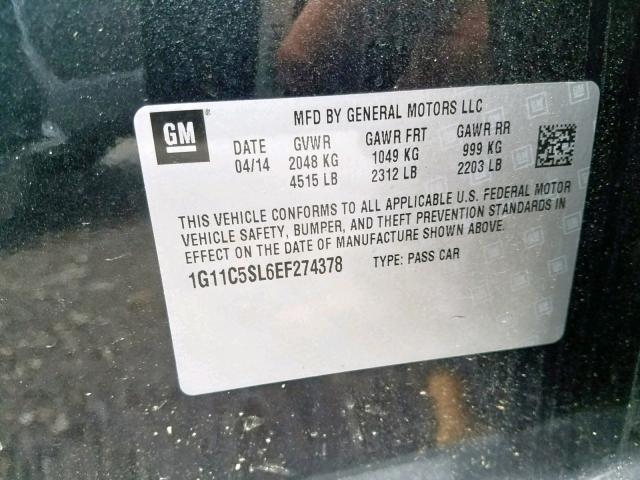 MFD BY GENERAL MOTORS LLC
GM
DATE GVWR GAWR FRT GAWR RR
04/14 2048 KG 1049 KG 999 KG
4515 LB 2312 LB 2203 LB
THIS VEHICLE CONFORMS TO ALL APPLICABLE U.S. FEDERAL MOTOR
VEHICLE SAFETY, BUMPER, AND THEFT PREVENTION STANDARDS IN
EFFECT ON THE DATE OF MANUFACTURE SHOWN ABOVE.
1G11C5SL6EF274378 TYPE: PASS CAR